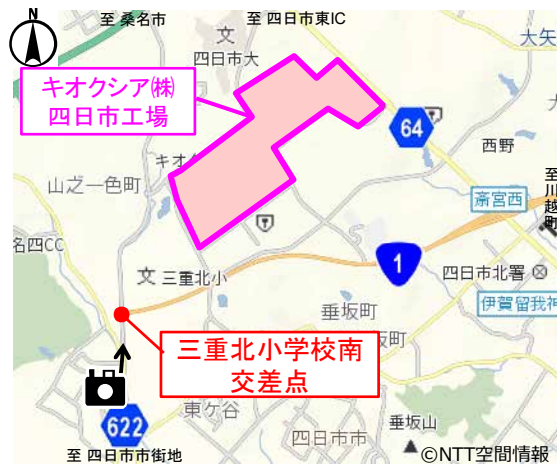 至 桑名市
至 四日市東IC
大矢
四日市大
文
キオクシア㈱
四日市工場
64
キオク
西野
山之一色町
至
川
越
町
斎宮西
名四CC
文 三重北小
1
四日市北署
伊賀留我神
垂坂町
三重北小学校南
交差点
坂町
622
東ケ谷
四日市市
垂坂山
至 四日市市街地
©NTT空間情報
N